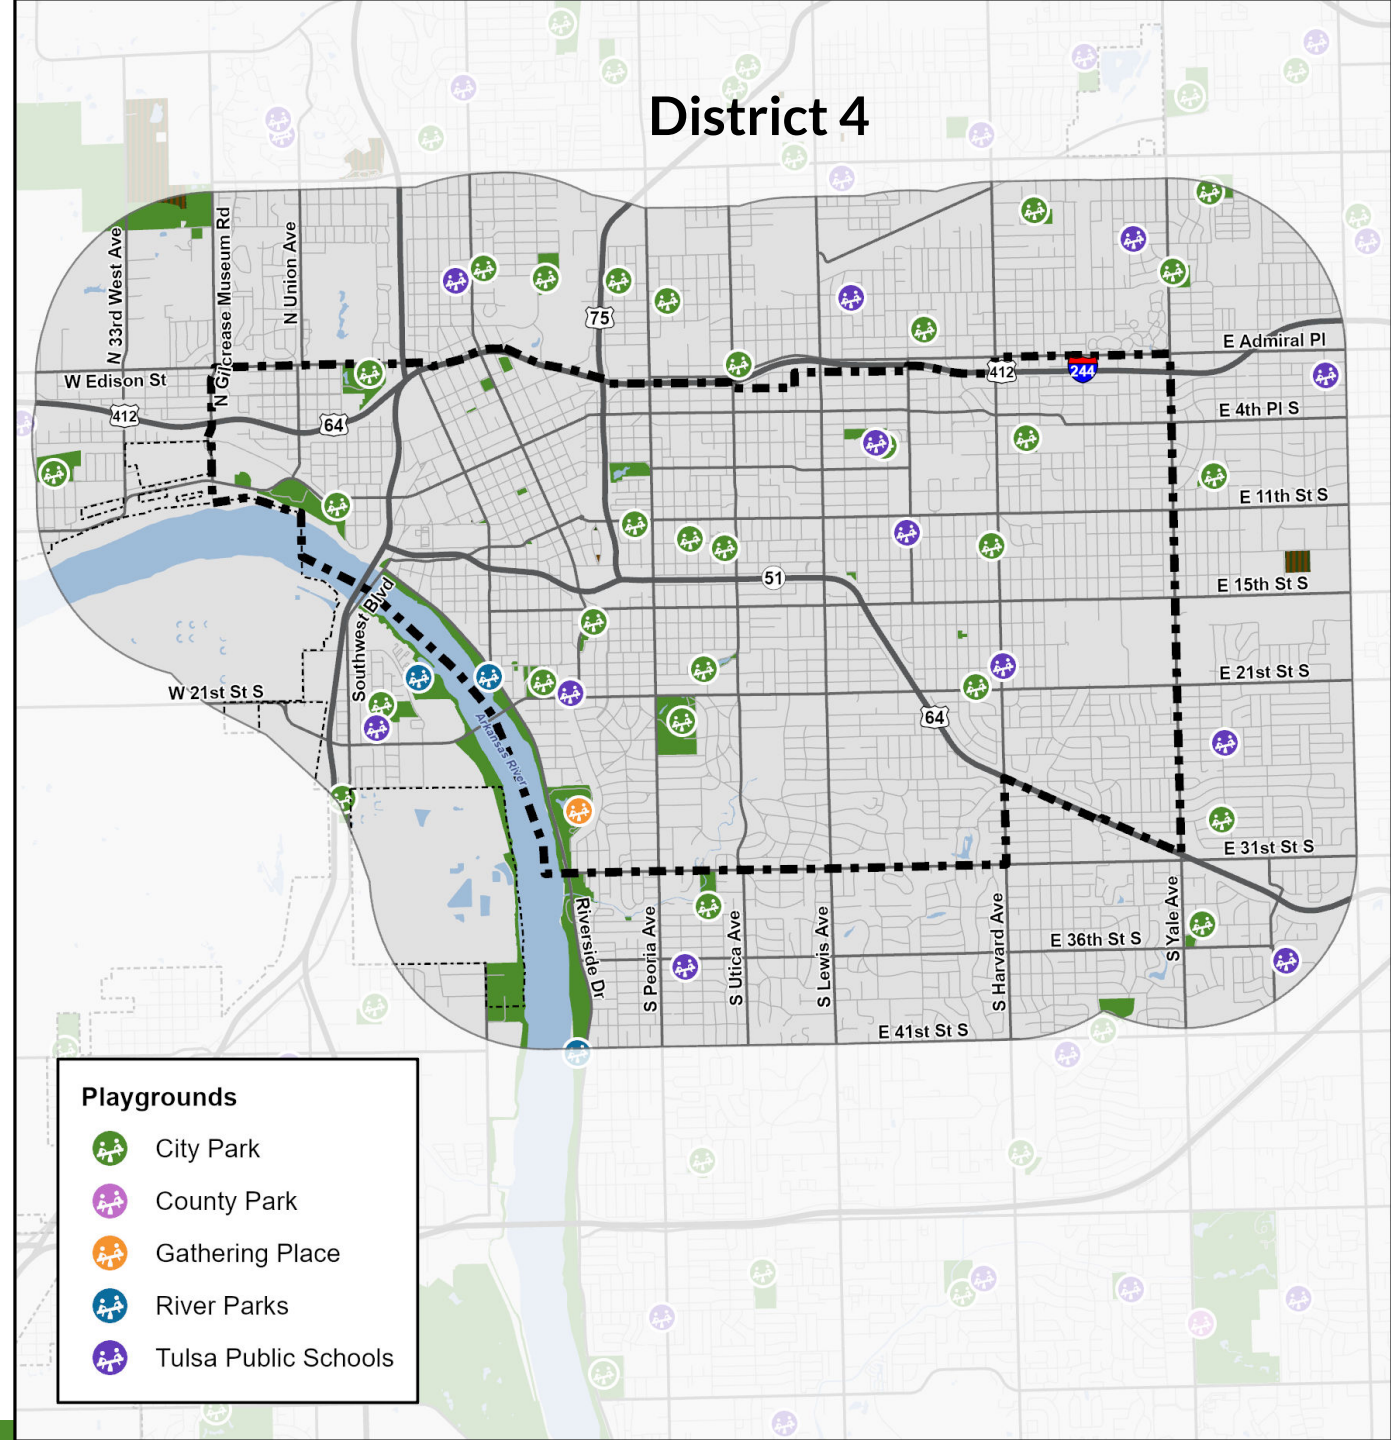 District 4
N 33rd West Ave
N Gilcrease Museum Rd
N Union Ave
75
E Admiral Pl
W Edison St
412
244
412
64
E 4th Pl S
E 11th St S
51
E 15th St S
Southwest Blvd
W 21st St S
E 21st St S
64
Arkansas River
E 31st St S
Riverside Dr
S Peoria Ave
S Utica Ave
S Lewis Ave
S Harvard Ave
S Yale Ave
E 36th St S
E 41st St S
Playgrounds
City Park
County Park
Gathering Place
River Parks
Tulsa Public Schools